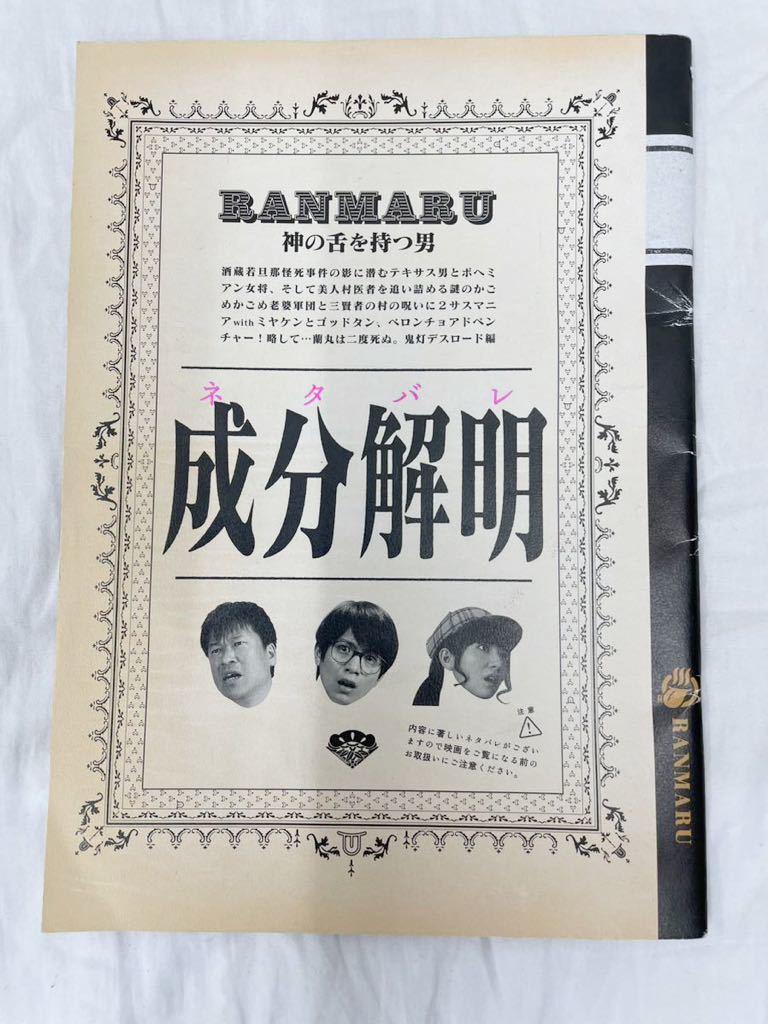 RANMARU
神の舌を持つ男
酒蔵若旦那怪死事件の影に潜むテキサス男とボヘミ
アン女将、そして美人村医者を追い詰める謎のかご
めかごめ老婆軍団と三賢者の村の呪いに2サスマニ
アwithミヤケンとゴッドタン、ベロンチョアドベン
チャー！略して…蘭丸は二度死ぬ。鬼灯デスロード編
ネタバレ
成分解明
注意
内容に著しいネタバレがござい
ますので映画をご覧になる前の
お取扱いにご注意ください。
RANMARU